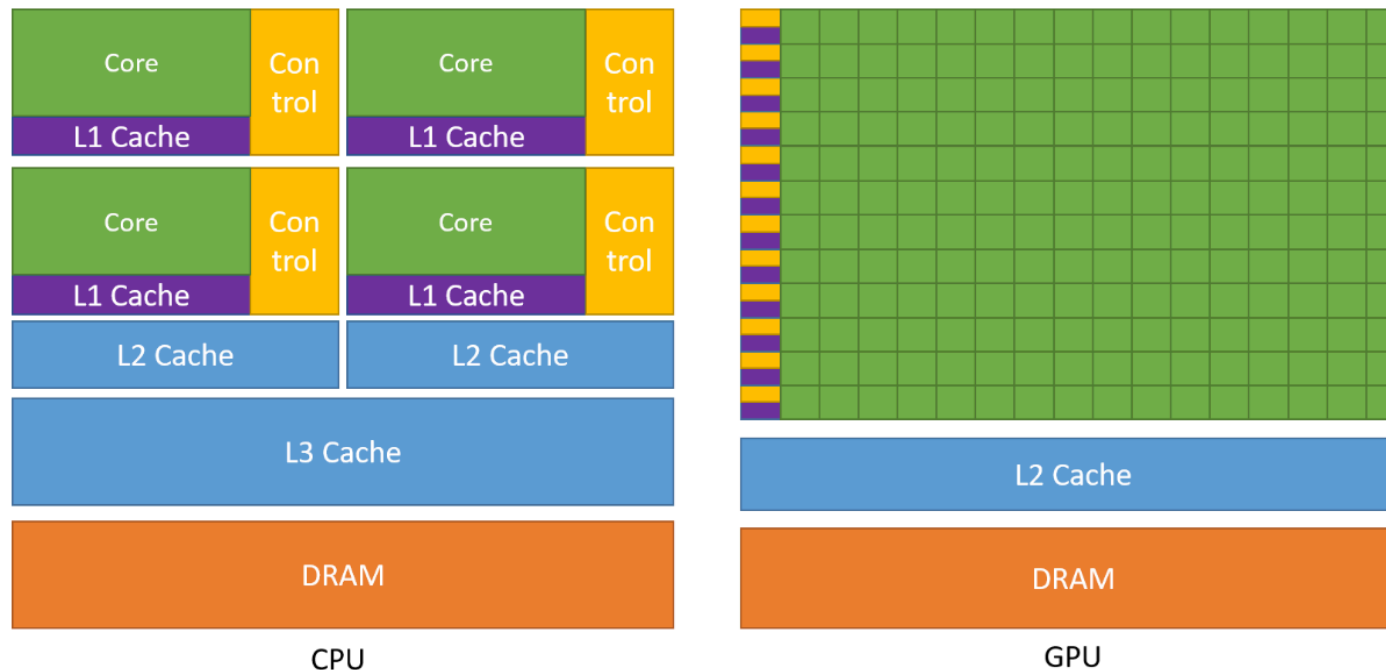 Core
Con
trol
L1 Cache
Core
Con
trol
L1 Cache
Core
Con
trol
L1 Cache
Core
Con
trol
L1 Cache
L2 Cache
L2 Cache
L3 Cache
DRAM
CPU
L2 Cache
DRAM
GPU